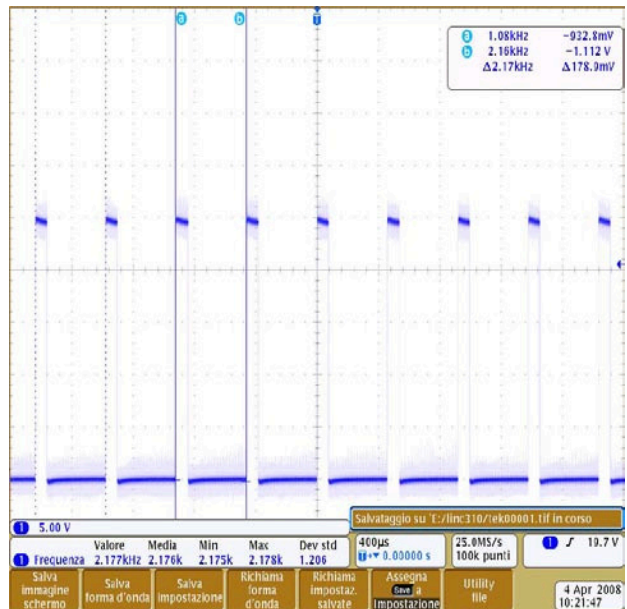 a b T
a 1.08kHz -932.8mV
b 2.16kHz -1.112 V
Δ2.17kHz Δ178.9mV
1 5.00 V
Salvataggio su 'E:/linc310/tek00001.tif in corso
Valore Media Min Max Dev std
1 Frequenza 2.177kHz 2.176k 2.175k 2.178k 1.206
400µs 25.0MS/s 1 10.7 V
T 0.00000 s 100k punti
Salva immagine schermo
Salva forma d'onda
Salva impostazione
Richiama forma d'onda
Richiama impostaz. salvate
Assegna Save a Impostazione
Utility file
4 Apr 2008
10:21:47